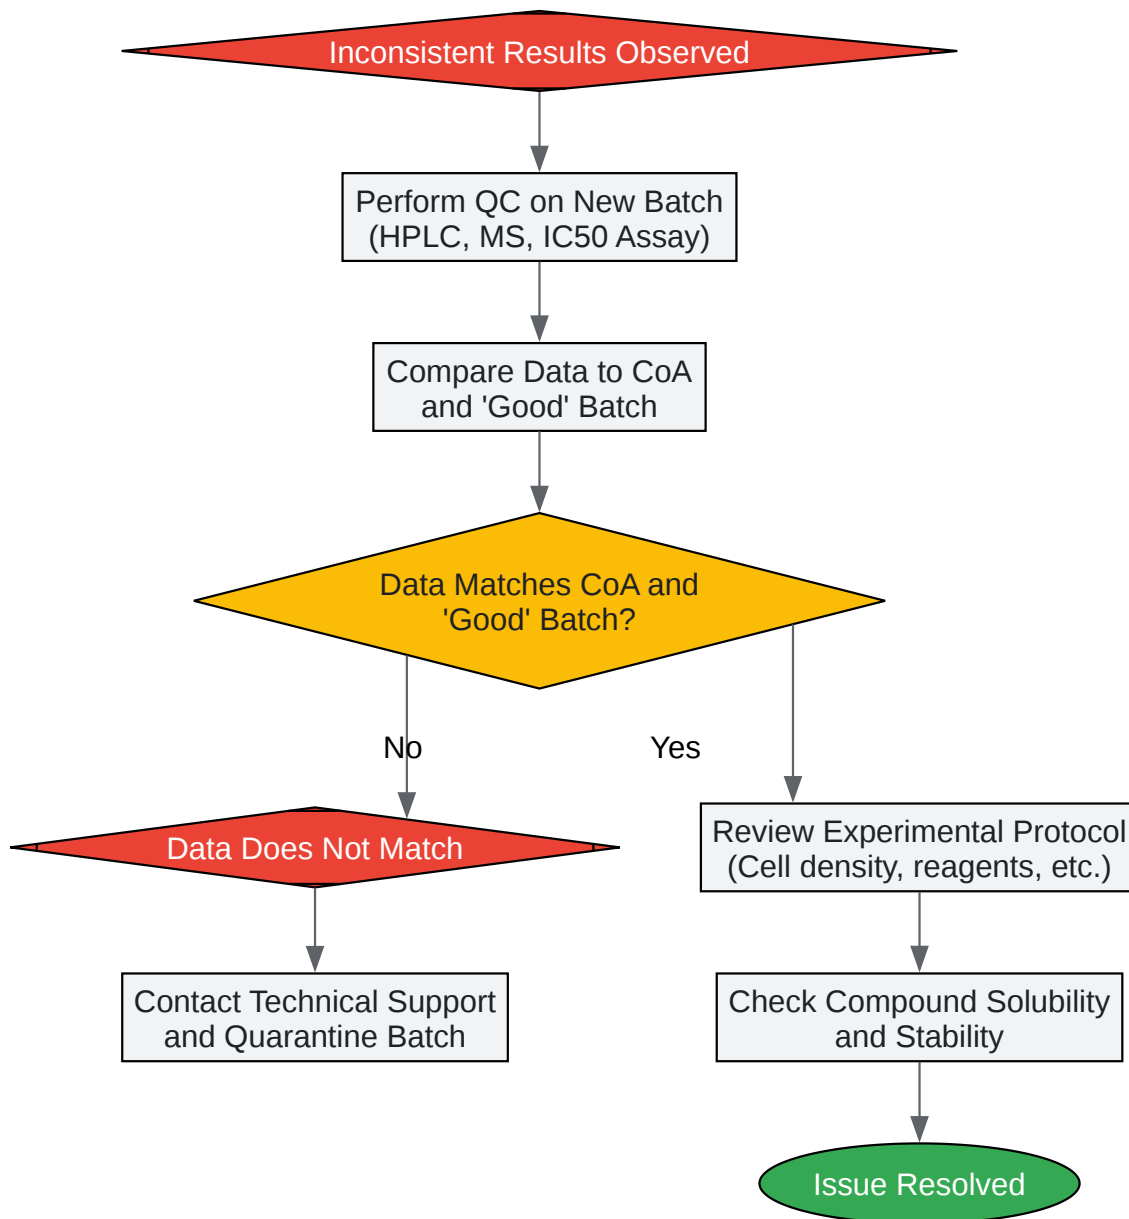 Inconsistent Results Observed
Perform QC on New Batch
(HPLC, MS, IC50 Assay)
Compare Data to CoA
and 'Good' Batch
Data Matches CoA and
'Good' Batch?
No
Yes
Data Does Not Match
Review Experimental Protocol
(Cell density, reagents, etc.)
Contact Technical Support
and Quarantine Batch
Check Compound Solubility
and Stability
Issue Resolved